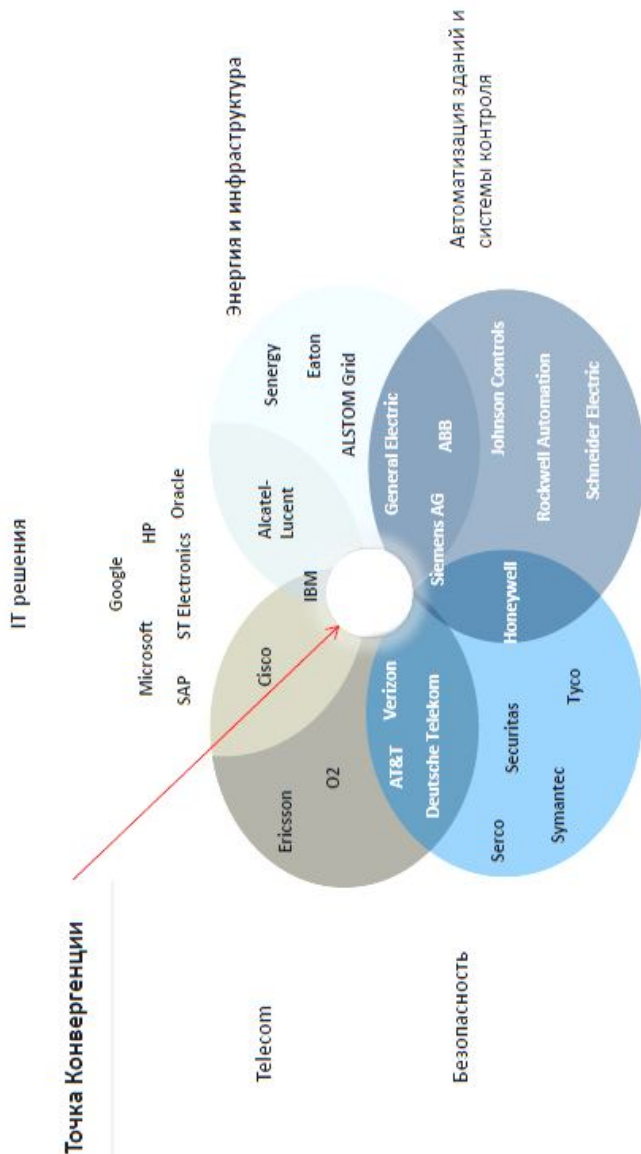 Точка Конвергенции
IT решения
Google
Microsoft
HP
SAP
ST Electronics
Oracle
Telecom
Энергия и инфраструктура
Ericsson
Cisco
Alcatel-
Lucent
Senergy
O2
IBM
Eaton
ALSTOM Grid
AT&T
Verizon
General Electric
Deutsche Telekom
Siemens AG
ABB
Безопасность
Автоматизация зданий и
системы контроля
Serco
Securitas
Honeywell
Johnson Controls
Symantec
Rockwell Automation
Tyco
Schneider Electric